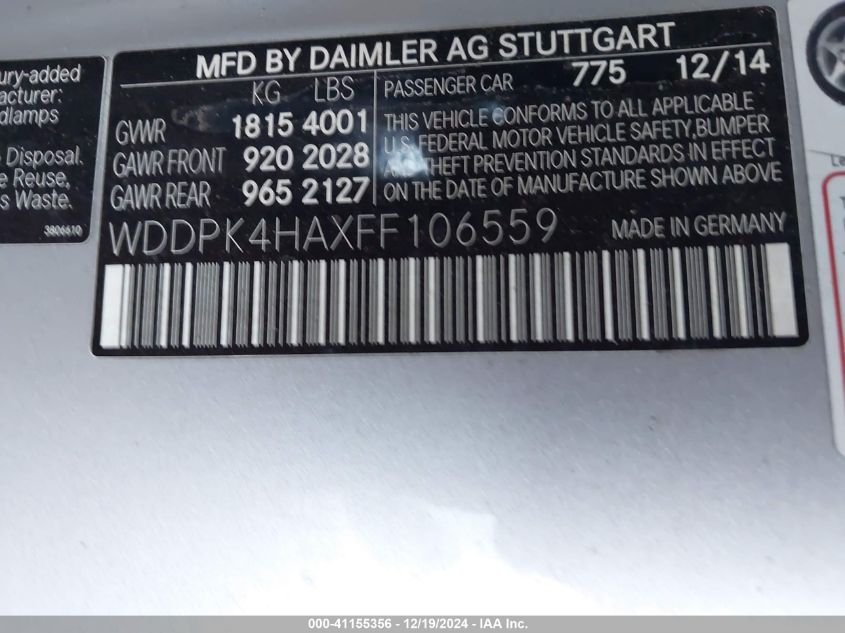 MFD BY DAIMLER AG STUTTGART
KG LBS
GVWR 1815 4001
GAWR FRONT 920 2028
GAWR REAR 965 2127
PASSENGER CAR 775 12/14
THIS VEHICLE CONFORMS TO ALL APPLICABLE
U.S. FEDERAL MOTOR VEHICLE SAFETY,BUMPER
AND THEFT PREVENTION STANDARDS IN EFFECT
ON THE DATE OF MANUFACTURE SHOWN ABOVE
WDDPK4HAXFF106559 MADE IN GERMANY
ury-added
acturer:
dlamps
Disposal.
e Reuse,
s Waste.
3806610
000-41155356 - 12/19/2024 - IAA Inc.